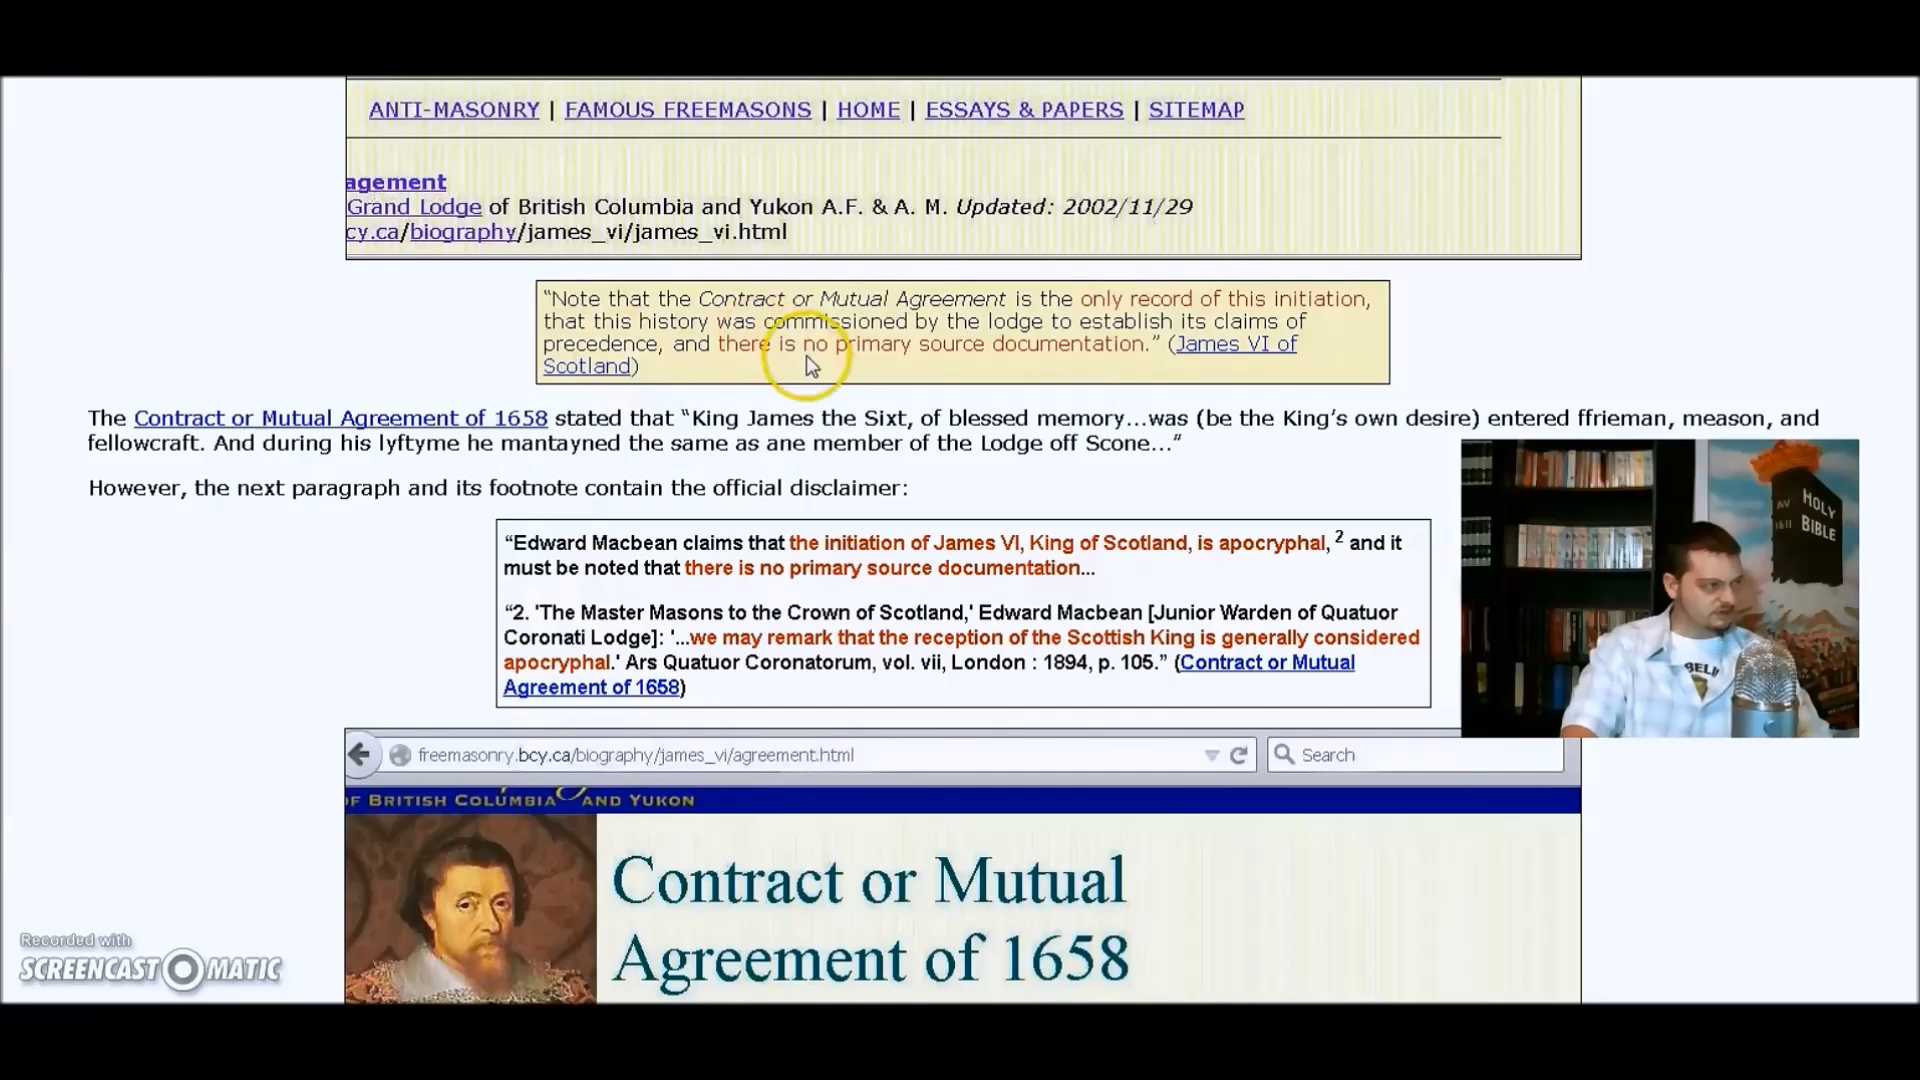 ANTI-MASONRY | FAMOUS FREEMASONS | HOME | ESSAYS & PAPERS | SITEMAP
agement
Grand Lodge of British Columbia and Yukon A.F. & A. M. Updated: 2002/11/29
cy.ca/biography/james_vi/james_vi.html
"Note that the Contract or Mutual Agreement is the only record of this initiation,
that this history was commissioned by the lodge to establish its claims of
precedence, and there is no primary source documentation." (James VI of
Scotland)
The Contract or Mutual Agreement of 1658 stated that "King James the Sixt, of blessed memory...was (be the King's own desire) entered ffrieman, meason, and
fellowcraft. And during his lyftyme he mantayned the same as ane member of the Lodge off Scone..."
However, the next paragraph and its footnote contain the official disclaimer:
"Edward Macbean claims that the initiation of James VI, King of Scotland, is apocryphal, 2 and it
must be noted that there is no primary source documentation...
"2. 'The Master Masons to the Crown of Scotland,' Edward Macbean [Junior Warden of Quatuor
Coronati Lodge]: '...we may remark that the reception of the Scottish King is generally considered
apocryphal.' Ars Quatuor Coronatorum, vol. vii, London : 1894, p. 105." (Contract or Mutual
Agreement of 1658)
AV
1611
HOLY
BIBLE
BELI
freemasonry.bcy.ca/biography/james_vi/agreement.html
Search
OF BRITISH COLUMBIA AND YUKON
Contract or Mutual
Agreement of 1658
Recorded with
SCREENCAST-O-MATIC